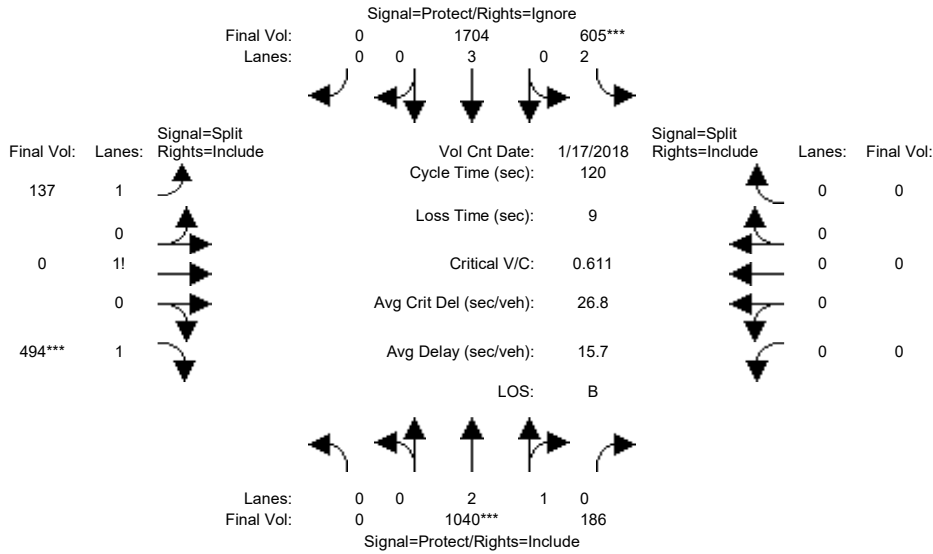 Signal=Protect/Rights=Ignore
Final Vol: 0 1704 605***
Lanes: 0 0 3 0 2
Signal=Split
Final Vol: Lanes: Rights=Include
Vol Cnt Date: 1/17/2018
Signal=Split
Rights=Include Lanes: Final Vol:
Cycle Time (sec): 120
137 1 0 0
Loss Time (sec): 9
0 0
0 1! Critical V/C: 0.611 0 0
0 Avg Crit Del (sec/veh): 26.8 0
494*** 1 Avg Delay (sec/veh): 15.7 0 0
LOS: B
Lanes: 0 0 2 1 0
Final Vol: 0 1040*** 186
Signal=Protect/Rights=Include